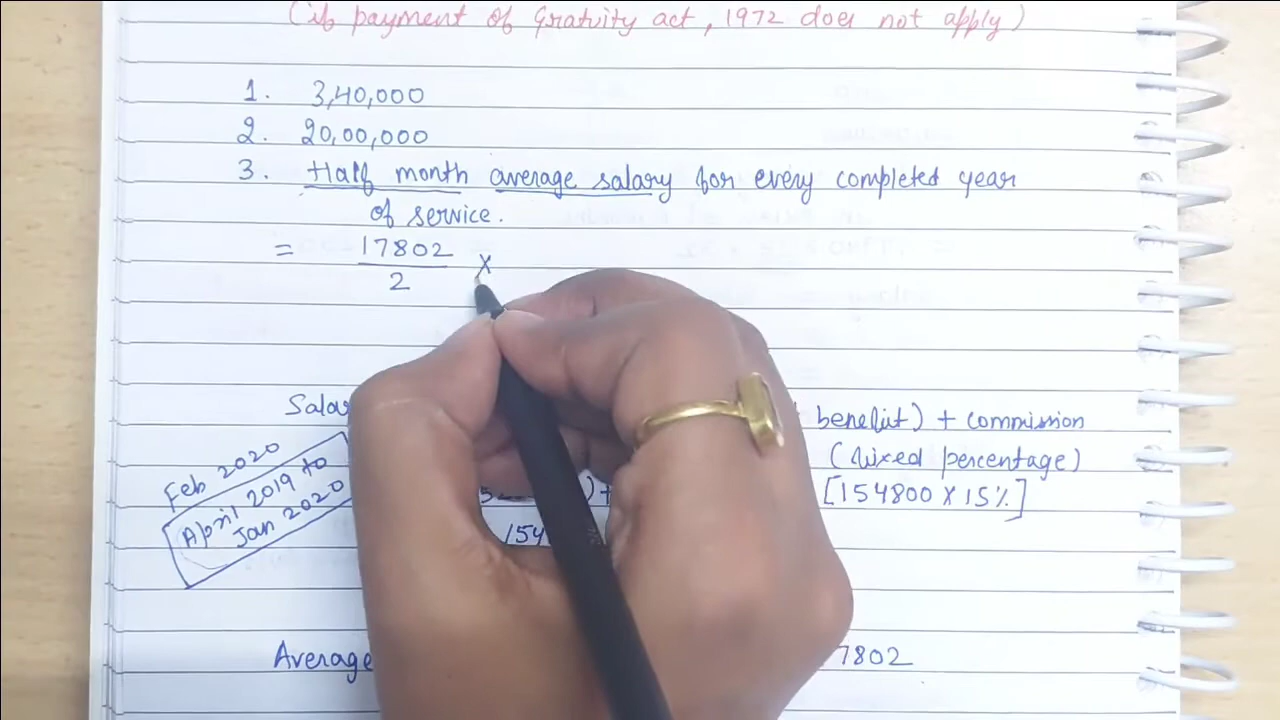 (if payment of Gratuity act, 1972 does not apply)
1. 3,40,000
2. 20,00,000
3. Half month average salary for every completed year
of service.
= 17802 / 2 ×
benefit) + commission
(fixed percentage)
Feb 2020
April 2019 to
Jan 2020
[154800 X 15%]
Average 7802